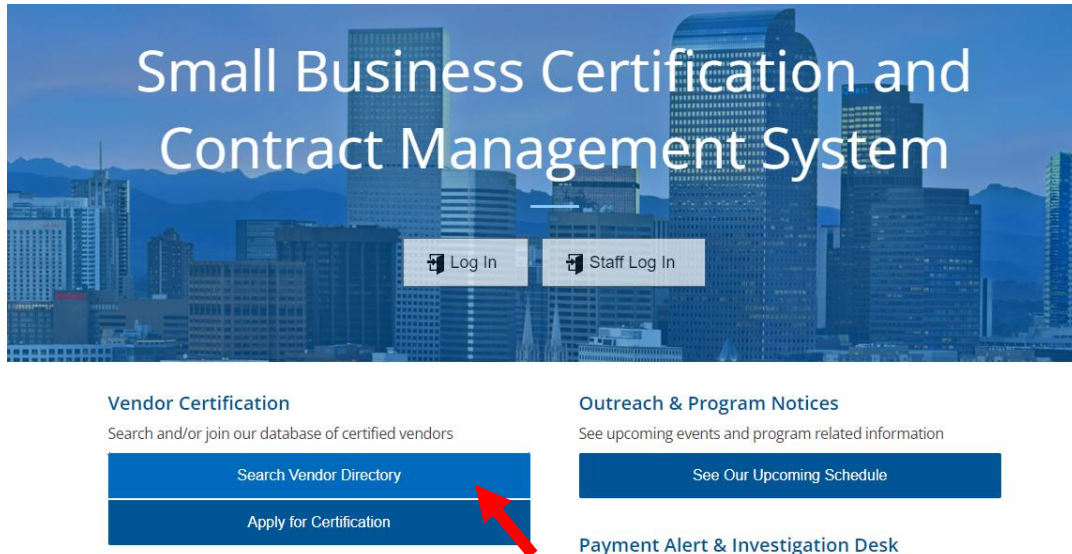 Small Business Certification and
Contract Management System
Log In
Staff Log In
Vendor Certification
Search and/or join our database of certified vendors
Search Vendor Directory
Apply for Certification
Outreach & Program Notices
See upcoming events and program related information
See Our Upcoming Schedule
Payment Alert & Investigation Desk